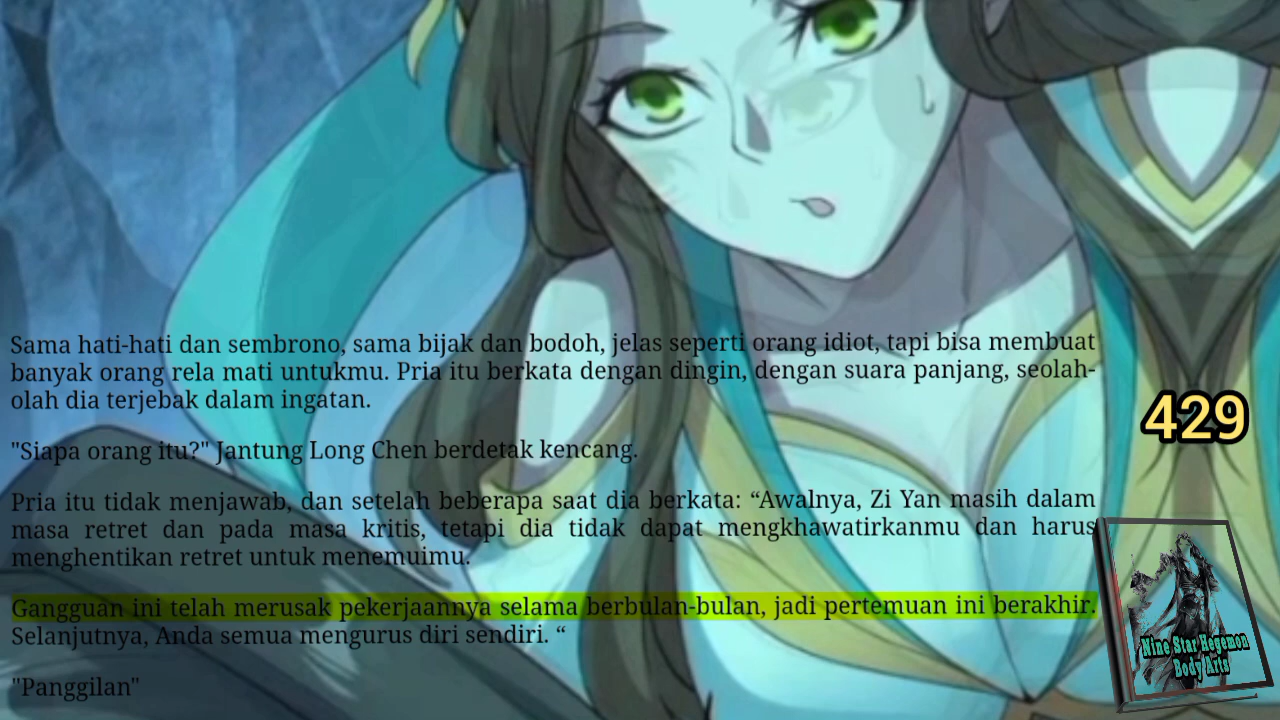 Sama hati-hati dan sembrono, sama bijak dan bodoh, jelas seperti orang idiot, tapi bisa membuat
banyak orang rela mati untukmu. Pria itu berkata dengan dingin, dengan suara panjang, seolah-
olah dia terjebak dalam ingatan.
"Siapa orang itu?" Jantung Long Chen berdetak kencang.
Pria itu tidak menjawab, dan setelah beberapa saat dia berkata: “Awalnya, Zi Yan masih dalam
masa retret dan pada masa kritis, tetapi dia tidak dapat mengkhawatirkanmu dan harus
menghentikan retret untuk menemuimu.
Gangguan ini telah merusak pekerjaannya selama berbulan-bulan, jadi pertemuan ini berakhir.
Selanjutnya, Anda semua mengurus diri sendiri. “
"Panggilan"
429
Nine Star Hegemon
Body Arts